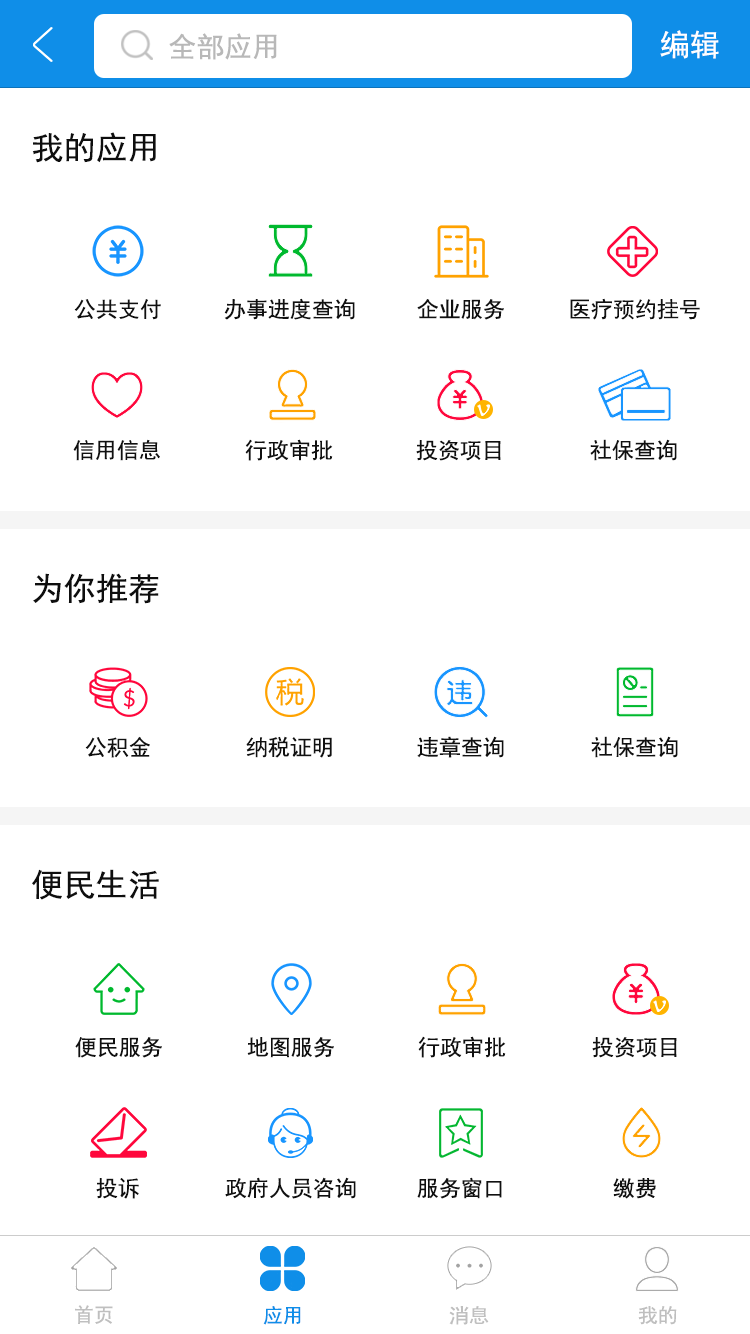 全部应用
编辑
我的应用
¥
¥
公共支付 办事进度查询 企业服务 医疗预约挂号
信用信息 行政审批 投资项目 社保查询
为你推荐
$ 税 违
公积金 纳税证明 违章查询 社保查询
便民生活
¥
便民服务 地图服务 行政审批 投资项目
投诉 政府人员咨询 服务窗口 缴费
首页 应用 消息 我的